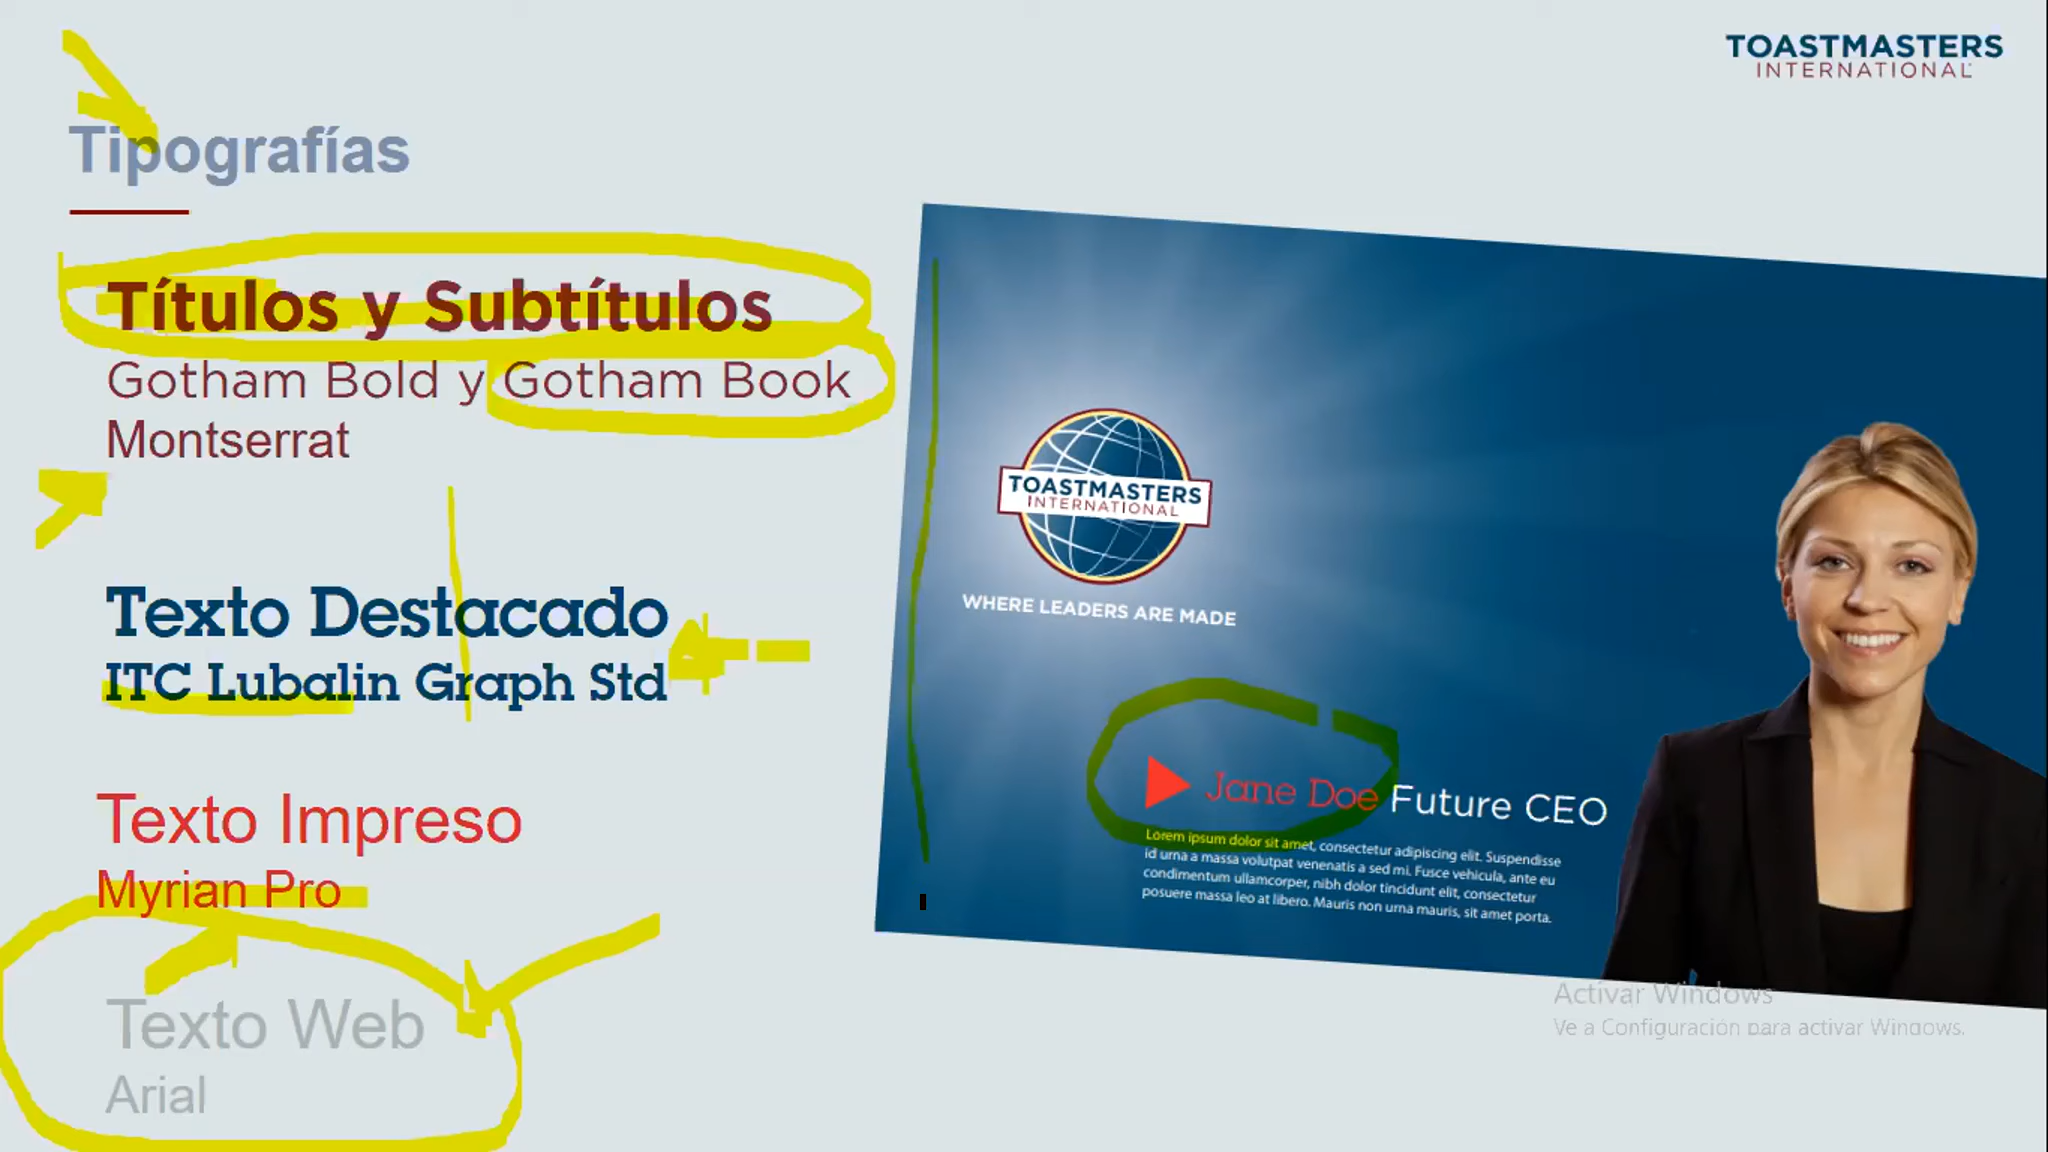 TOASTMASTERS
INTERNATIONAL
Tipografías
Títulos y Subtítulos
Gotham Bold y Gotham Book
Montserrat
Texto Destacado
ITC Lubalin Graph Std
Texto Impreso
Myrian Pro
Texto Web
Arial
TOASTMASTERS
INTERNATIONAL
WHERE LEADERS ARE MADE
Jane Doe Future CEO
Lorem ipsum dolor sit amet, consectetur adipiscing elit. Suspendisse
id urna a massa volutpat venenatis a sed mi. Fusce vehicula, ante eu
condimentum ullamcorper, nibh dolor tincidunt elit, consectetur
posuere massa leo at libero. Mauris non urna mauris, sit amet porta.
Activar Windows
Ve a Configuración para activar Windows.